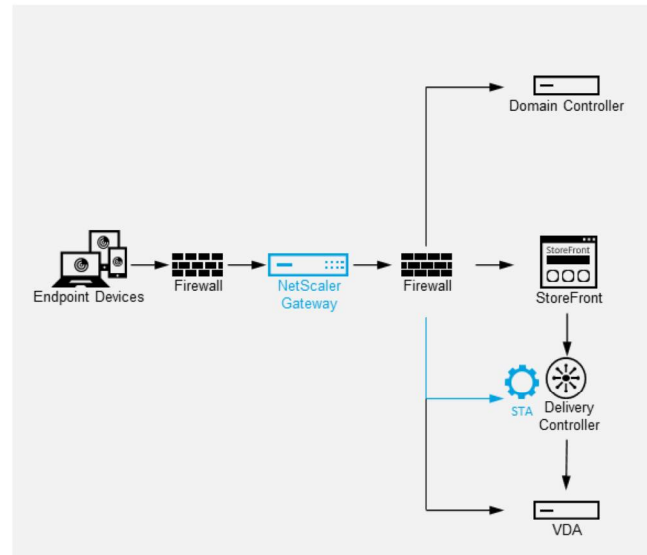 Domain Controller
Endpoint Devices
Firewall
NetScaler
Gateway
Firewall
StoreFront
StoreFront
STA
Delivery
Controller
VDA